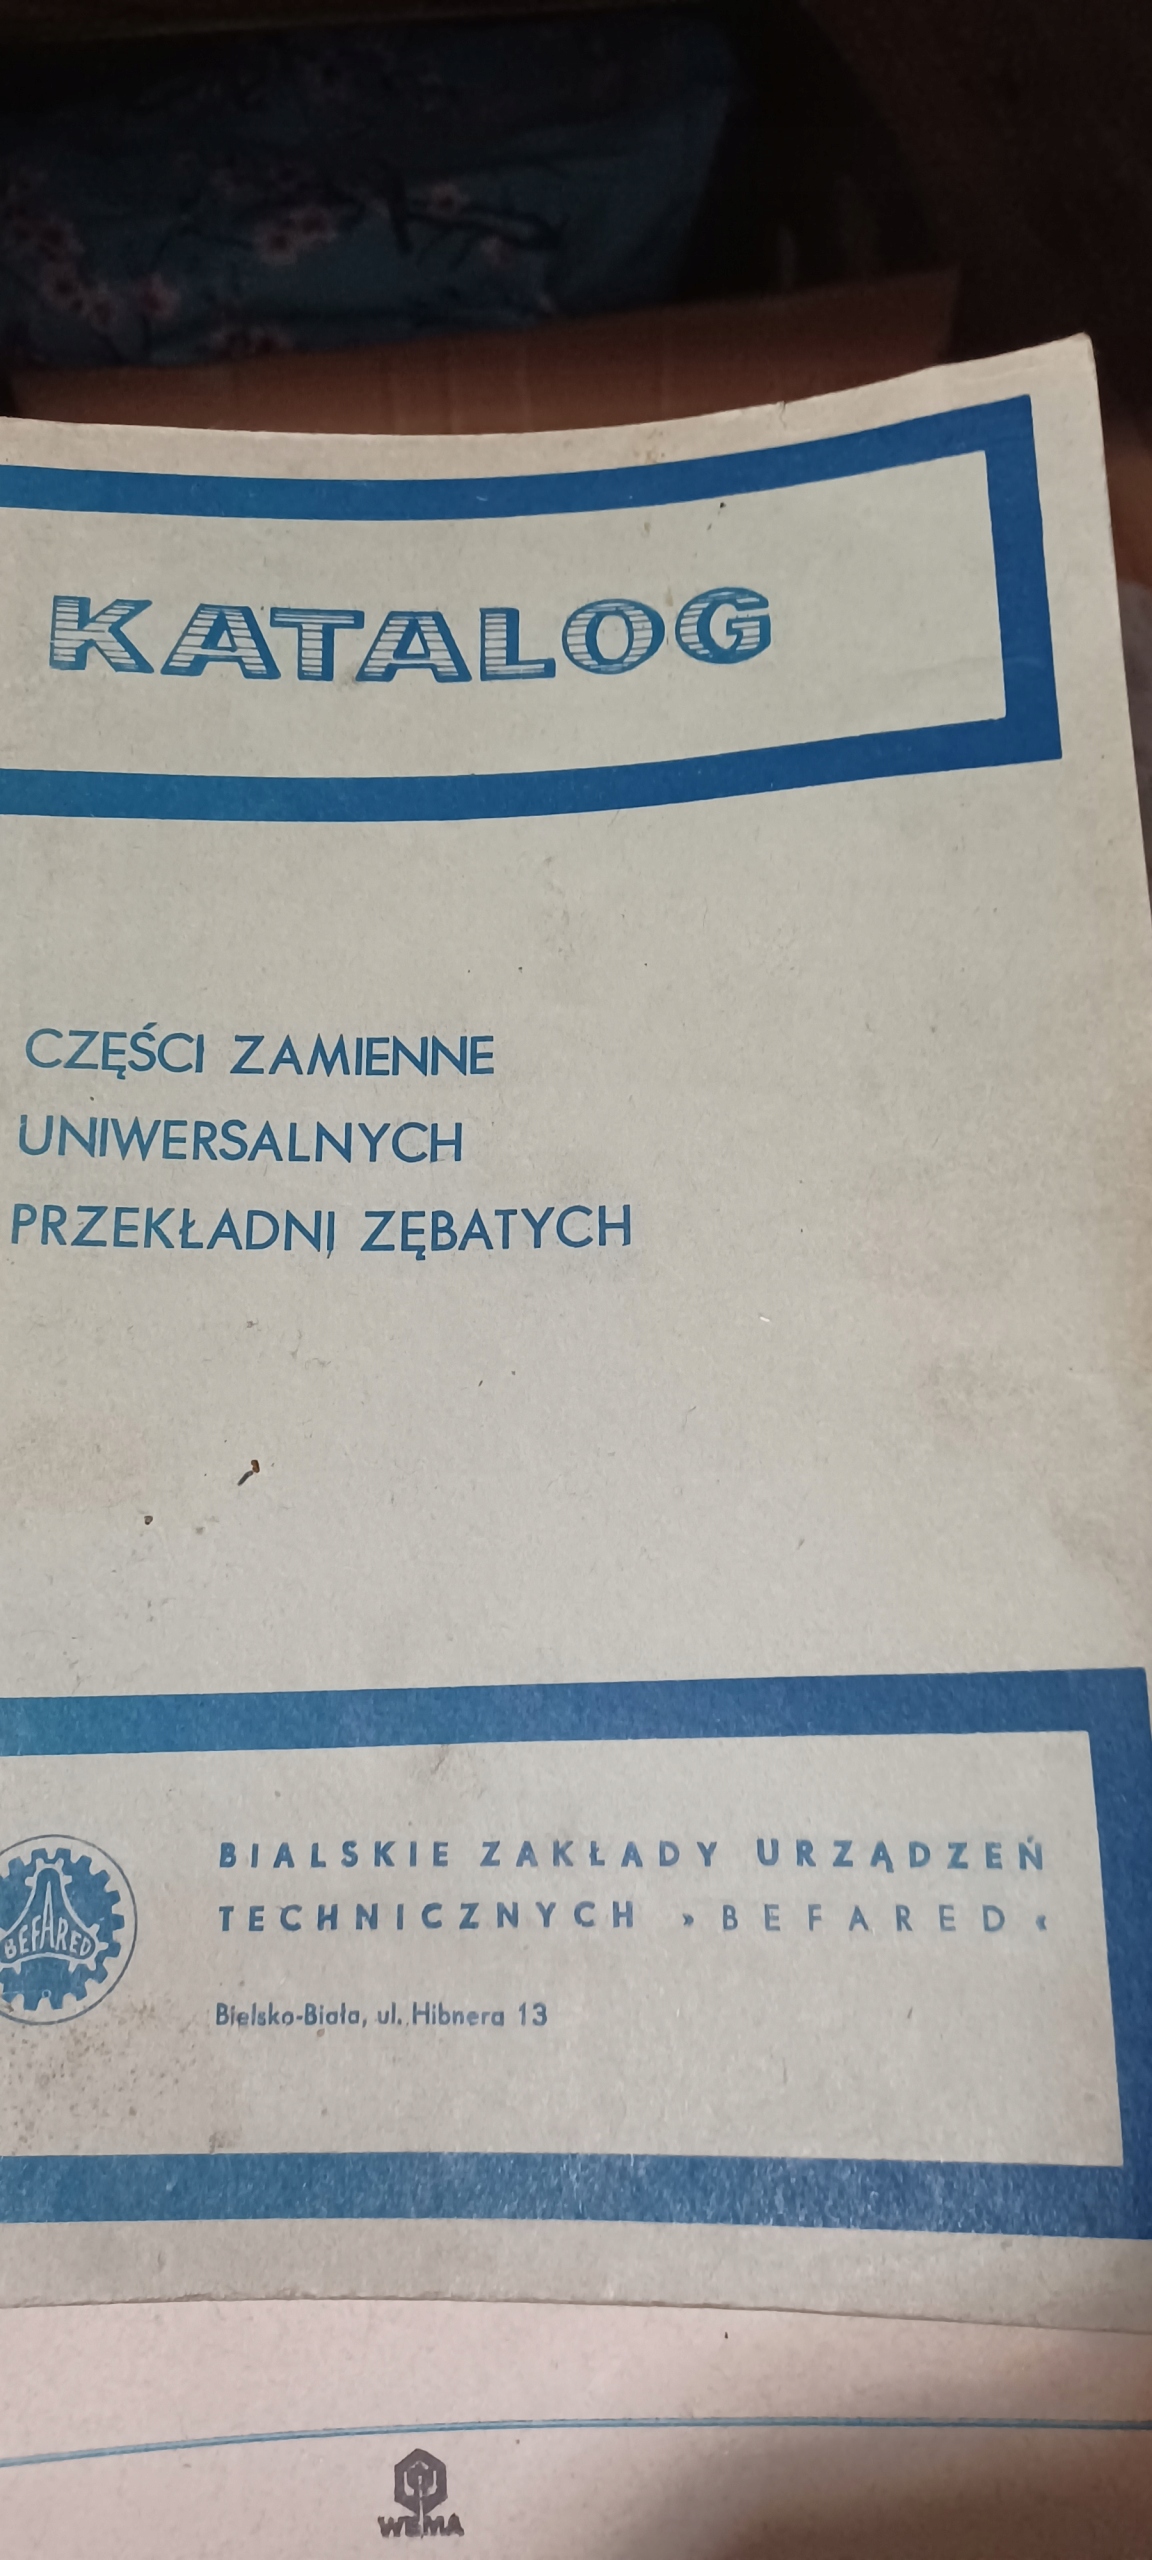 KATALOG
CZĘŚCI ZAMIENNE
UNIWERSALNYCH
PRZEKŁADNI ZĘBATYCH
BIALSKIE ZAKŁADY URZĄDZEŃ
TECHNICZNYCH »BEFARED«
BEFARED
Bielsko-Biała, ul. Hibnera 13
WEMA